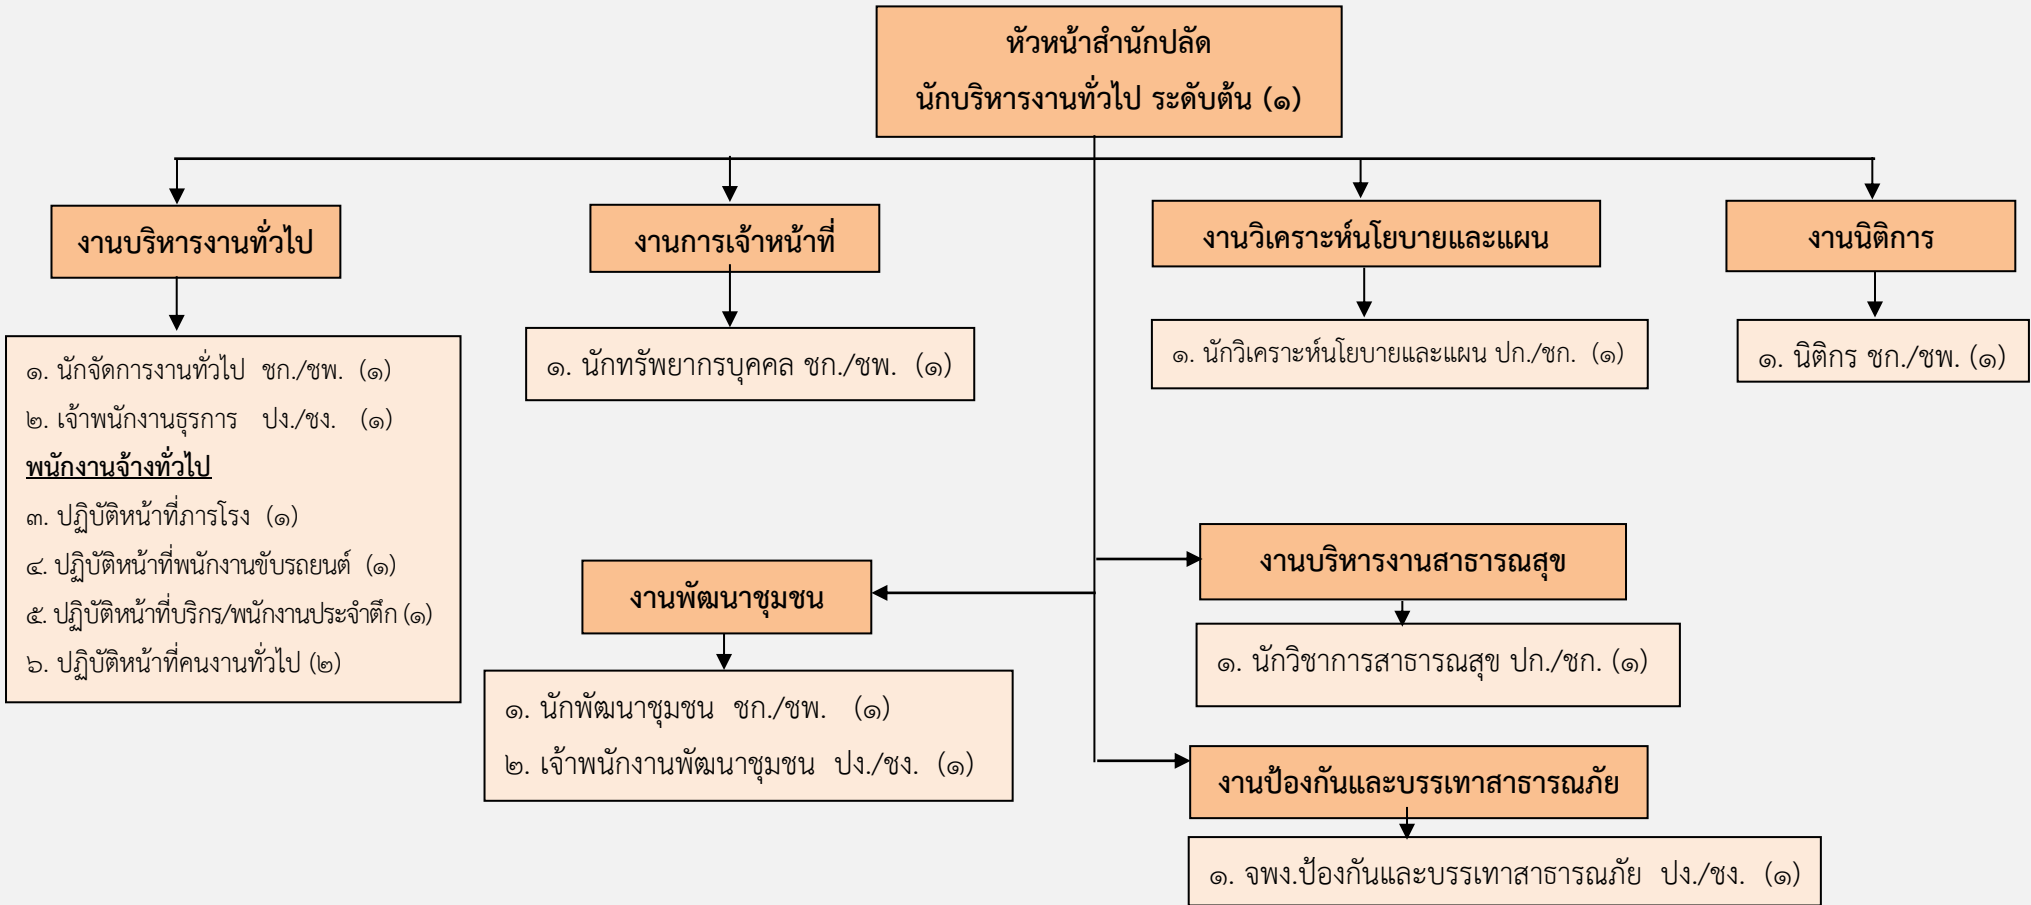 หัวหน้าสำนักปลัด
นักบริหารงานทั่วไป ระดับต้น (๑)
งานบริหารงานทั่วไป
๑. นักจัดการงานทั่วไป ชก./ชพ. (๑)
๒. เจ้าพนักงานธุรการ ปง./ชง. (๑)
พนักงานจ้างทั่วไป
๓. ปฏิบัติหน้าที่ภารโรง (๑)
๔. ปฏิบัติหน้าที่พนักงานขับรถยนต์ (๑)
๕. ปฏิบัติหน้าที่บริกร/พนักงานประจำตึก (๑)
๖. ปฏิบัติหน้าที่คนงานทั่วไป (๒)
งานการเจ้าหน้าที่
๑. นักทรัพยากรบุคคล ชก./ชพ. (๑)
งานวิเคราะห์นโยบายและแผน
๑. นักวิเคราะห์นโยบายและแผน ปก./ชก. (๑)
งานนิติการ
๑. นิติกร ชก./ชพ. (๑)
งานพัฒนาชุมชน
๑. นักพัฒนาชุมชน ชก./ชพ. (๑)
๒. เจ้าพนักงานพัฒนาชุมชน ปง./ชง. (๑)
งานบริหารงานสาธารณสุข
๑. นักวิชาการสาธารณสุข ปก./ชก. (๑)
งานป้องกันและบรรเทาสาธารณภัย
๑. จพง.ป้องกันและบรรเทาสาธารณภัย ปง./ชง. (๑)